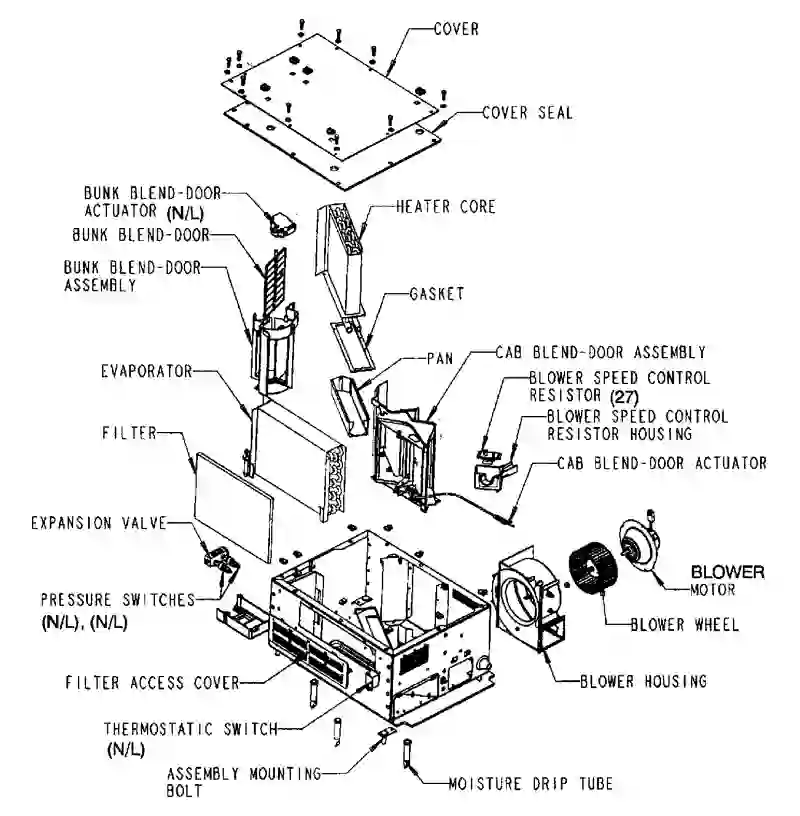 COVER
COVER SEAL
BUNK BLEND-DOOR
ACTUATOR (N/L)
BUNK BLEND-DOOR
BUNK BLEND-DOOR
ASSEMBLY
HEATER CORE
GASKET
PAN
CAB BLEND-DOOR ASSEMBLY
EVAPORATOR
BLOWER SPEED CONTROL
RESISTOR (27)
BLOWER SPEED CONTROL
RESISTOR HOUSING
FILTER
CAB BLEND-DOOR ACTUATOR
EXPANSION VALVE
PRESSURE SWITCHES
(N/L), (N/L)
BLOWER
MOTOR
BLOWER WHEEL
FILTER ACCESS COVER
BLOWER HOUSING
THERMOSTATIC SWITCH
(N/L)
ASSEMBLY MOUNTING
BOLT
MOISTURE DRIP TUBE